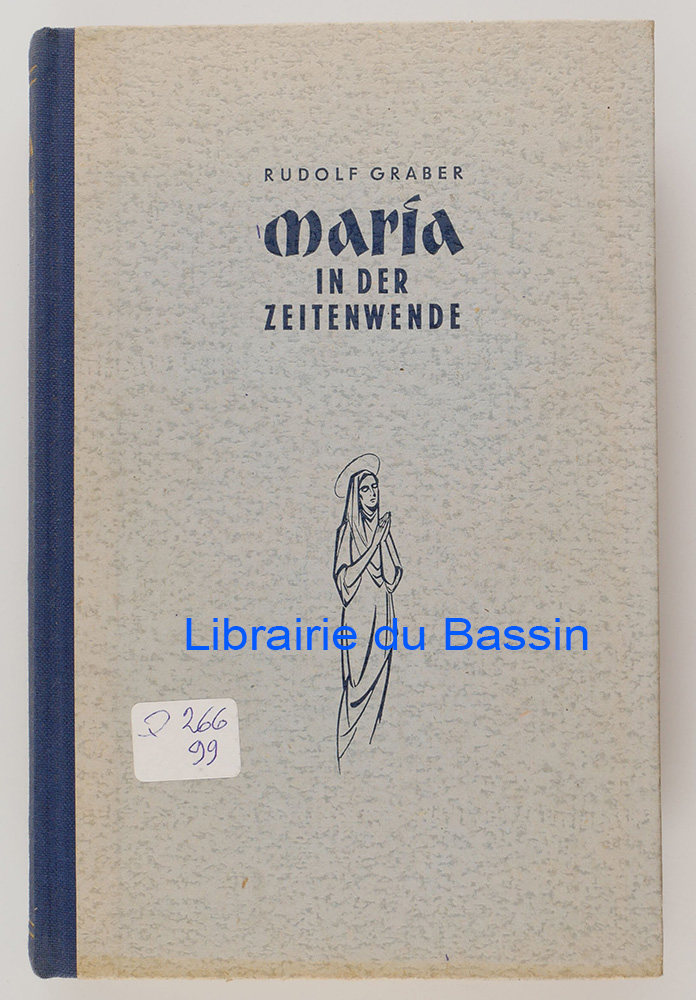 RUDOLF GRABER
Maria
IN DER
ZEITENWENDE
Librairie du Bassin
266
99